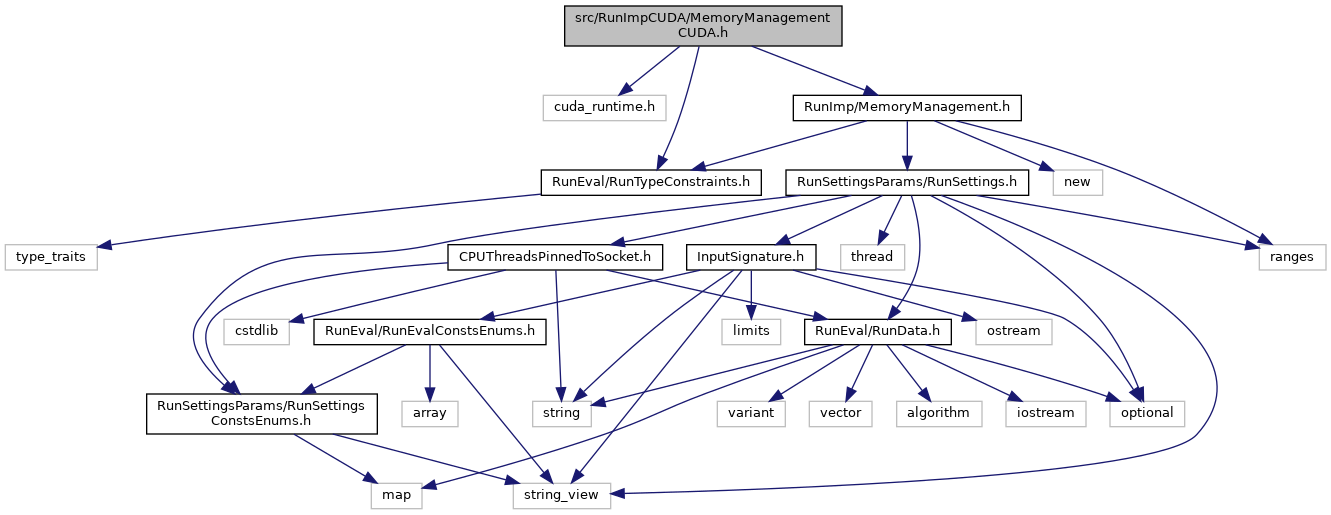 src/RunImpCUDA/MemoryManagement
CUDA.h
cuda_runtime.h
RunImp/MemoryManagement.h
RunEval/RunTypeConstraints.h
RunSettingsParams/RunSettings.h
new
type_traits
CPUThreadsPinnedToSocket.h
InputSignature.h
thread
ranges
cstdlib
RunEval/RunEvalConstsEnums.h
limits
RunEval/RunData.h
ostream
RunSettingsParams/RunSettings
ConstsEnums.h
array
string
variant
vector
algorithm
iostream
optional
map
string_view